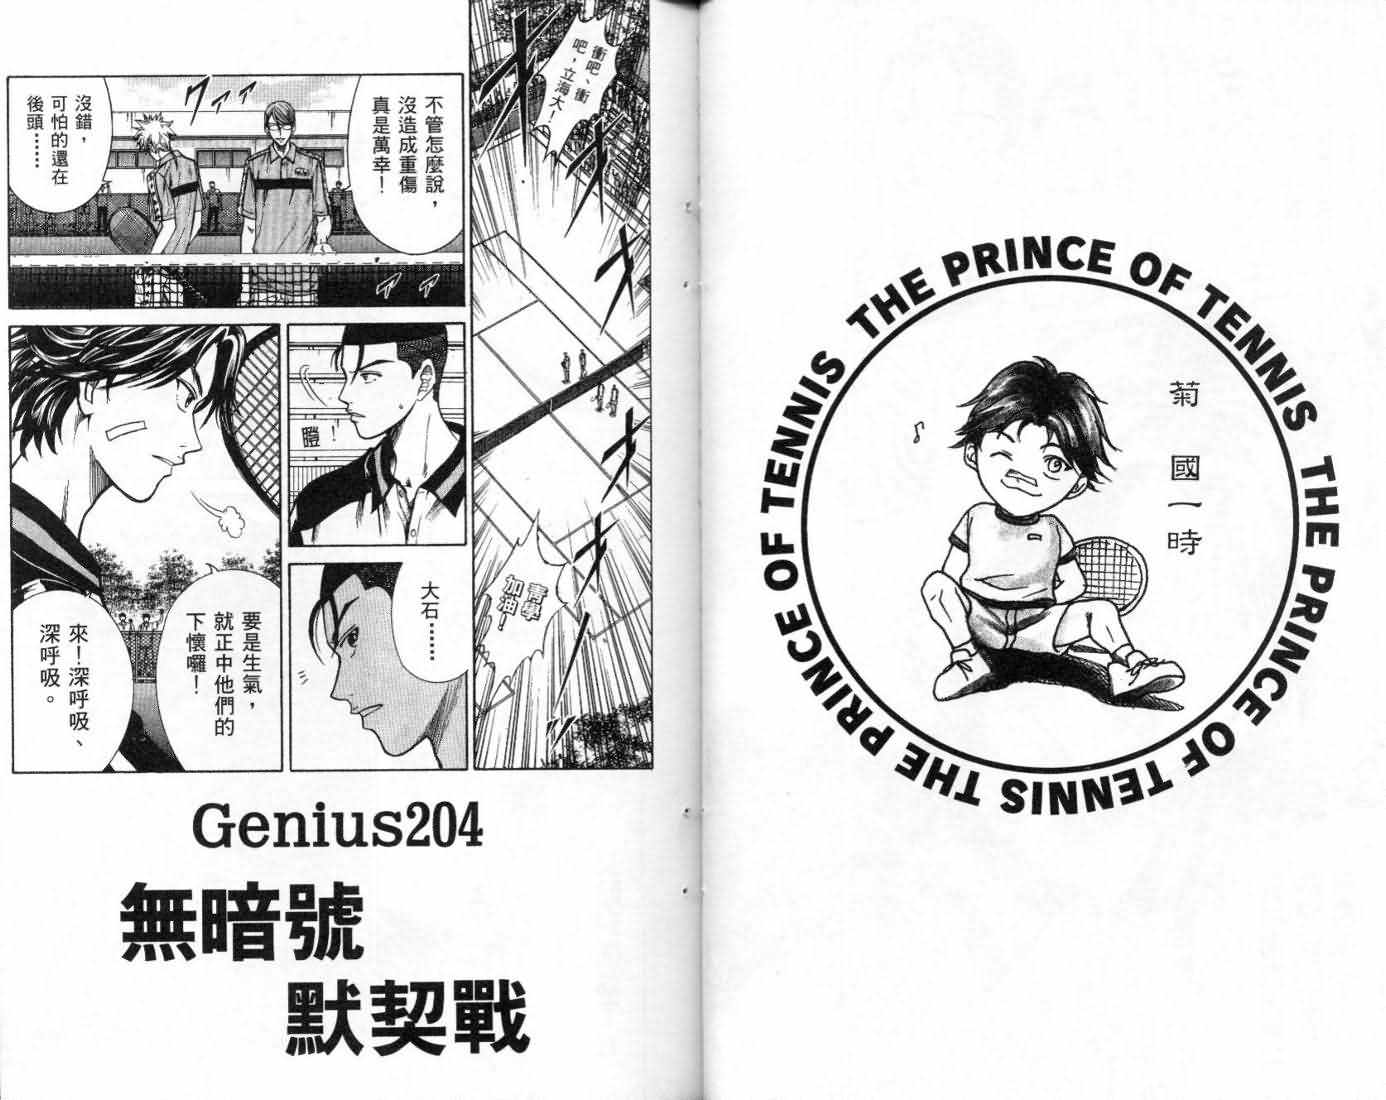 THE PRINCE OF TENNIS THE PRINCE OF TENNIS THE PRINCE OF TENNIS
菊
國一時
衝吧、衝
吧，立海大！
青學
加油！
不管怎麼說，
沒造成重傷
真是萬幸！
沒錯，
可怕的還在
後頭……
ワァァァ
瞪！
大石……
要是生氣，
就正中他們的
下懷囉！
來！深呼吸、
深呼吸。
Genius204
無暗號
默契戰